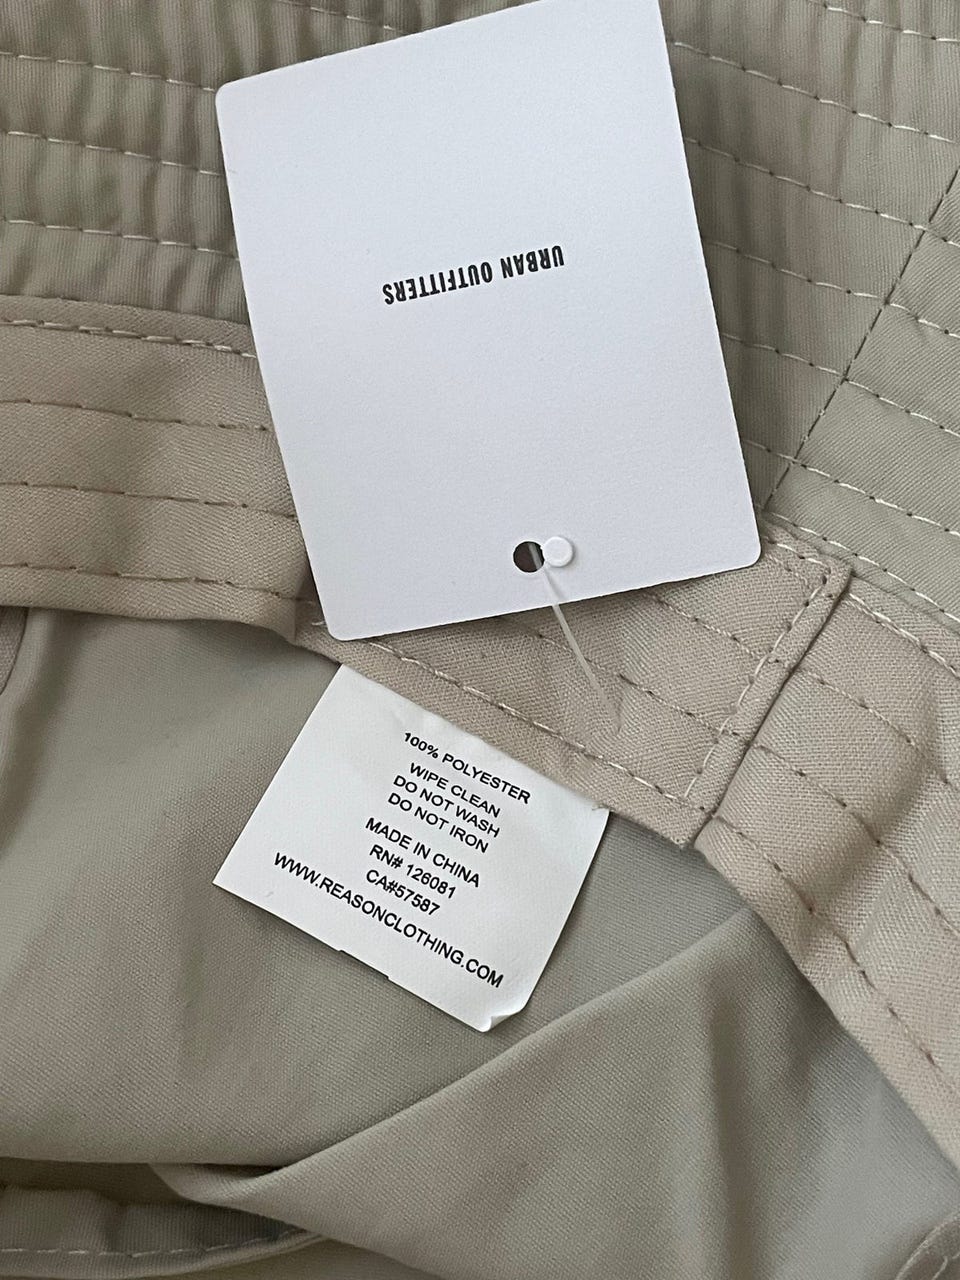 URBAN OUTFITTERS
100% POLYESTER
WIPE CLEAN
DO NOT WASH
DO NOT IRON
MADE IN CHINA
RN# 126081
CA#57587
WWW.REASONCLOTHING.COM